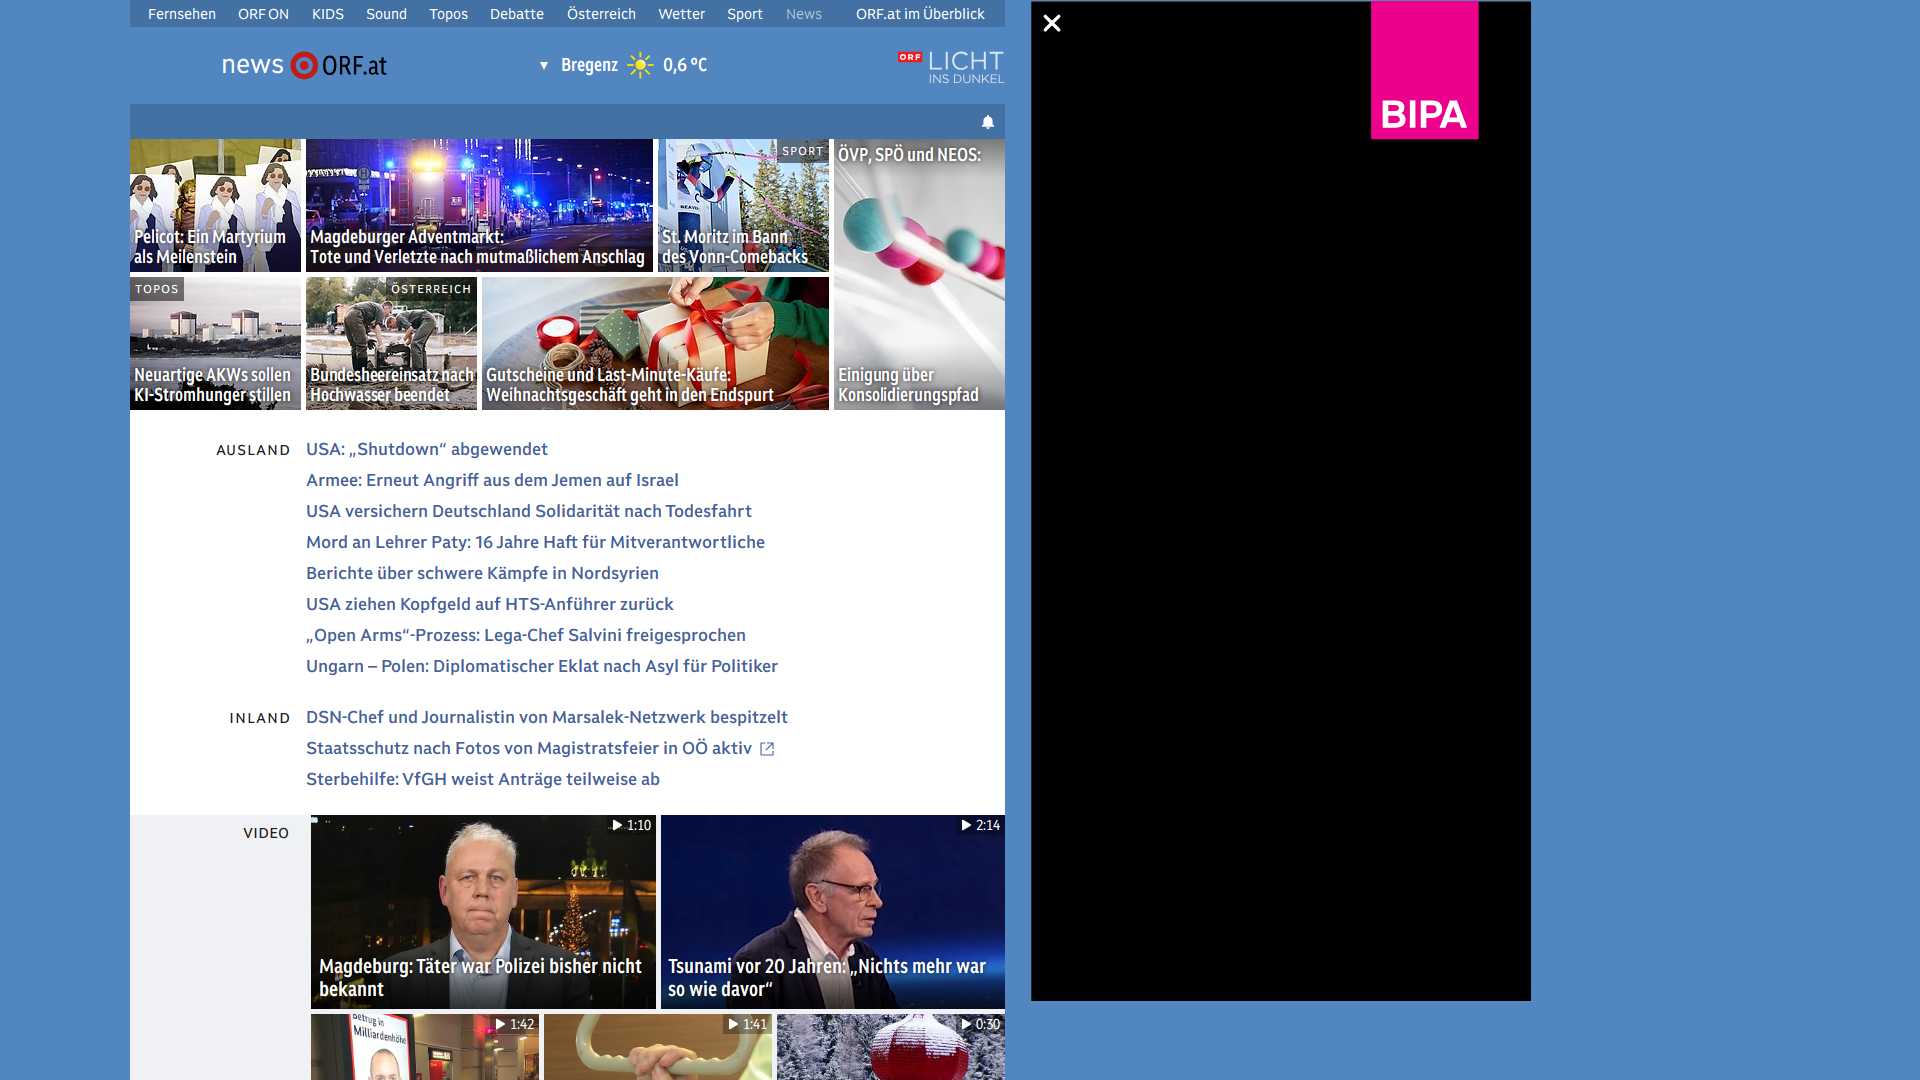 Fernsehen ORF ON KIDS Sound Topos Debatte Österreich Wetter Sport News ORF.at im Überblick
news ORF.at
▼ Bregenz 0,6 °C
ORF LICHT
INS DUNKEL
BIPA
Pelicot: Ein Martyrium
als Meilenstein
Magdeburger Adventmarkt:
Tote und Verletzte nach mutmaßlichem Anschlag
SPORT
St. Moritz im Bann
des Vonn-Comebacks
ÖVP, SPÖ und NEOS:
Einigung über
Konsolidierungspfad
TOPOS
Neuartige AKWs sollen
KI-Stromhunger stillen
ÖSTERREICH
Bundesheereinsatz nach
Hochwasser beendet
Gutscheine und Last-Minute-Käufe:
Weihnachtsgeschäft geht in den Endspurt
AUSLAND
USA: „Shutdown“ abgewendet
Armee: Erneut Angriff aus dem Jemen auf Israel
USA versichern Deutschland Solidarität nach Todesfahrt
Mord an Lehrer Paty: 16 Jahre Haft für Mitverantwortliche
Berichte über schwere Kämpfe in Nordsyrien
USA ziehen Kopfgeld auf HTS-Anführer zurück
„Open Arms“-Prozess: Lega-Chef Salvini freigesprochen
Ungarn – Polen: Diplomatischer Eklat nach Asyl für Politiker
INLAND
DSN-Chef und Journalistin von Marsalek-Netzwerk bespitzelt
Staatsschutz nach Fotos von Magistratsfeier in OÖ aktiv
Sterbehilfe: VfGH weist Anträge teilweise ab
VIDEO
1:10
Magdeburg: Täter war Polizei bisher nicht
bekannt
2:14
Tsunami vor 20 Jahren: „Nichts mehr war
so wie davor“
1:42
Betrug in
Milliardenhöhe
1:41
0:30